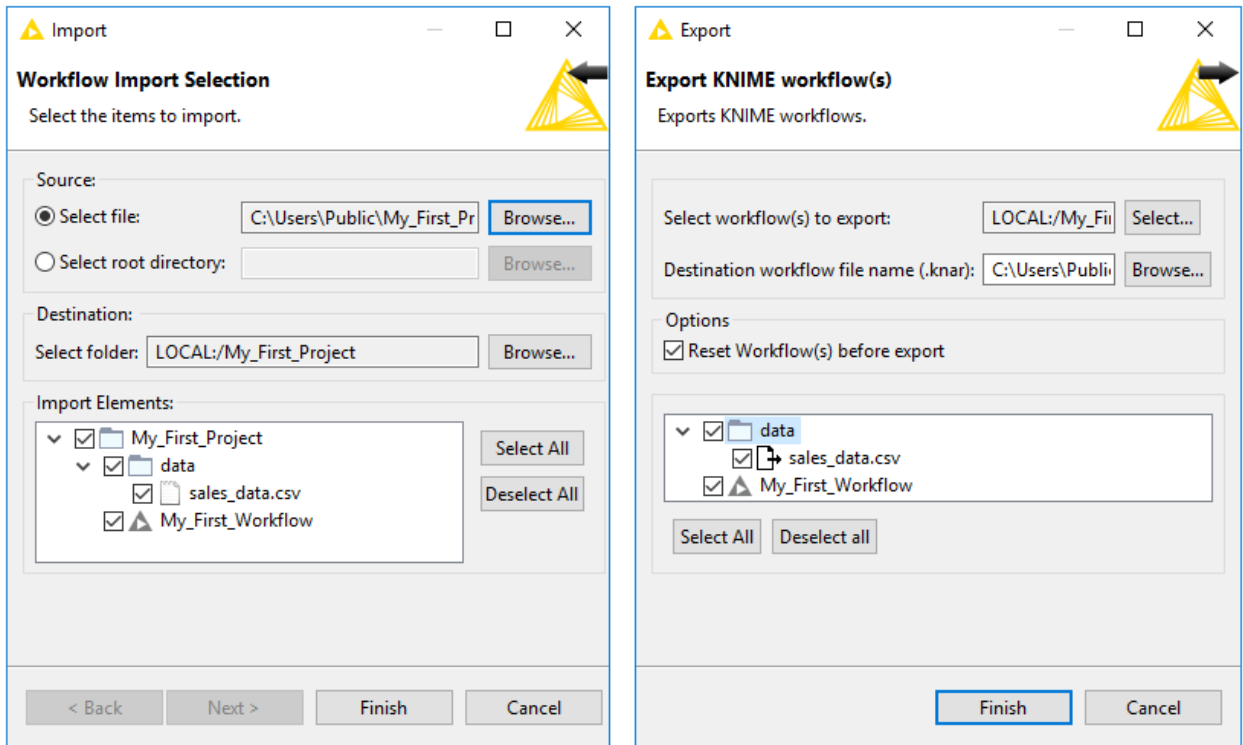 Import
Workflow Import Selection
Select the items to import.
Source:
Select file: C:\Users\Public\My_First_Pr Browse...
Select root directory: Browse...
Destination:
Select folder: LOCAL:/My_First_Project Browse...
Import Elements:
My_First_Project
data
sales_data.csv
My_First_Workflow
Select All
Deselect All
< Back Next > Finish Cancel
Export
Export KNIME workflow(s)
Exports KNIME workflows.
Select workflow(s) to export: LOCAL:/My_Fir Select...
Destination workflow file name (.knar): C:\Users\Public Browse...
Options
Reset Workflow(s) before export
data
sales_data.csv
My_First_Workflow
Select All Deselect all
Finish Cancel